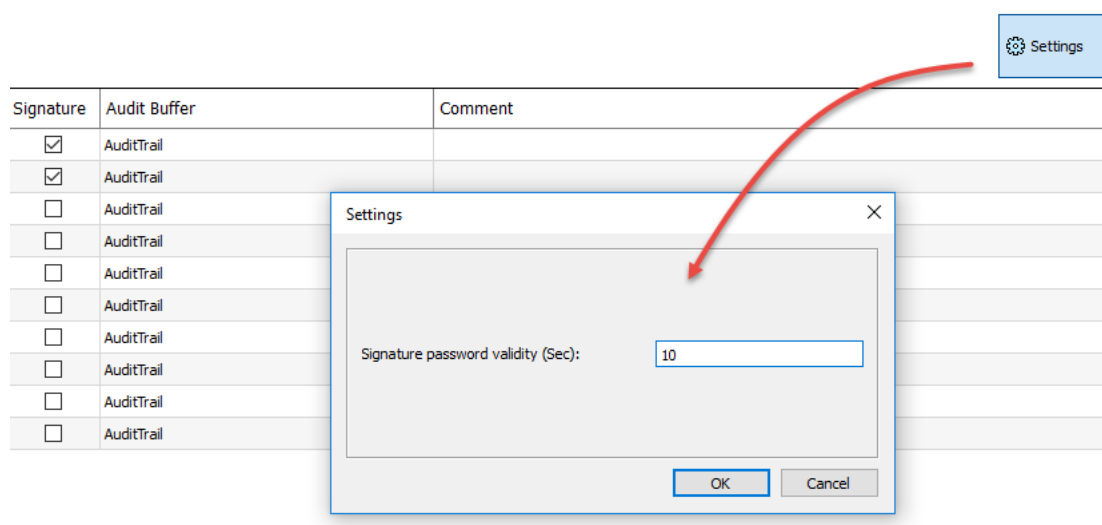 Settings
Signature Audit Buffer Comment
AuditTrail
AuditTrail
AuditTrail
Settings
AuditTrail
AuditTrail
AuditTrail
AuditTrail
Signature password validity (Sec): 10
AuditTrail
AuditTrail
AuditTrail
OK Cancel